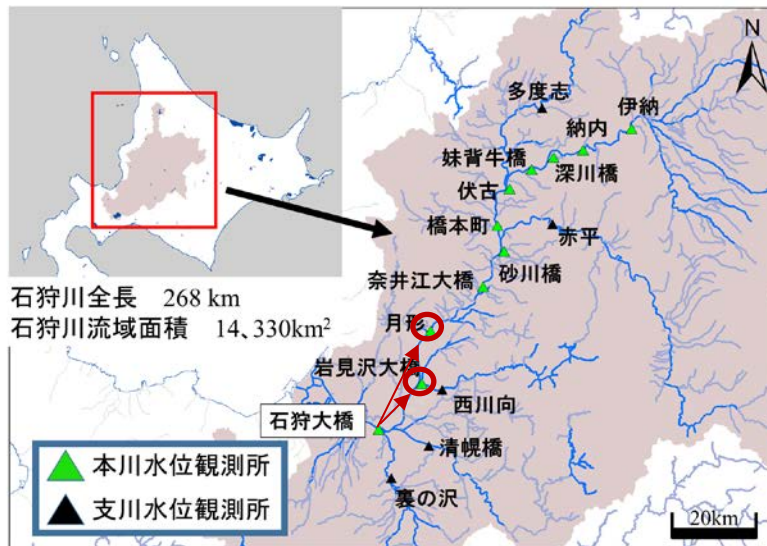 N
多度志
伊納
納内
妹背牛橋
深川橋
伏古
橋本町
赤平
砂川橋
奈井江大橋
石狩川全長 268 km
石狩川流域面積 14、330km²
月形
岩見沢大橋
西川向
石狩大橋
清幌橋
本川水位観測所
支川水位観測所
裏の沢
20km